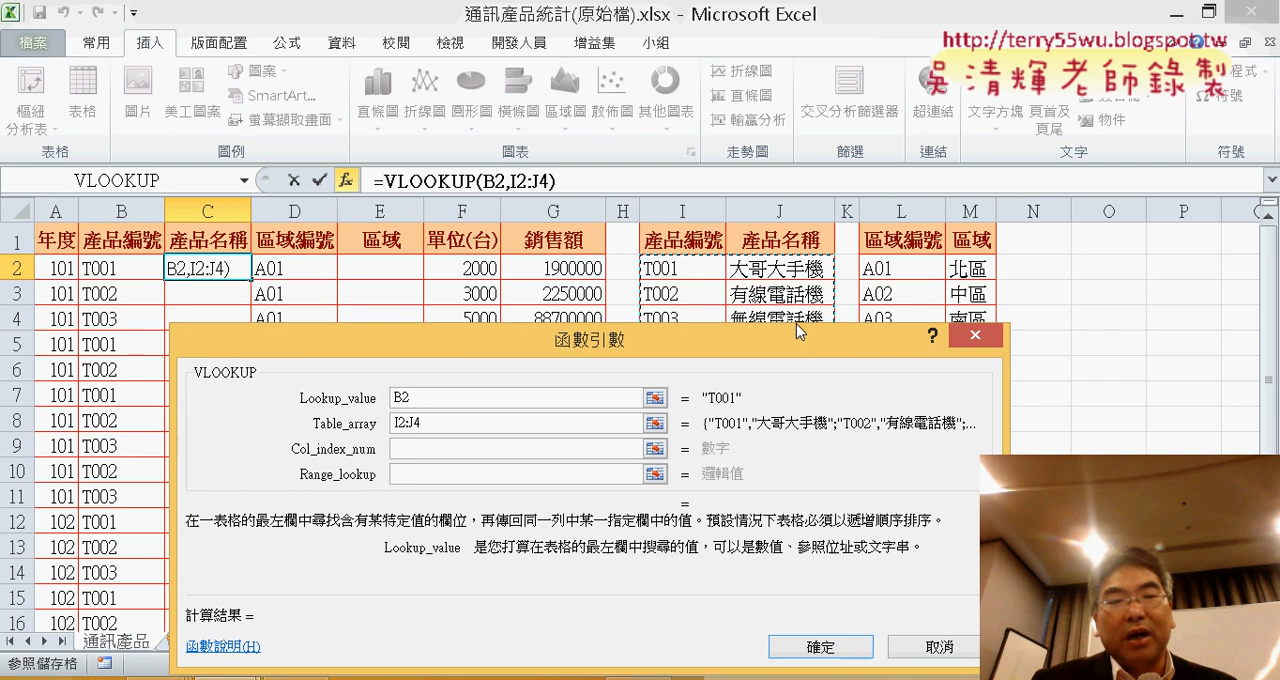 通訊產品統計(原始檔).xlsx - Microsoft Excel
檔案 常用 插入 版面配置 公式 資料 校閱 檢視 開發人員 增益集 小組
http://terry55wu.blogspot.tw
吳清輝老師錄製
樞紐分析表 表格 圖片 美工圖案 圖案 SmartArt... 螢幕擷取畫面 直條圖 折線圖 圓形圖 橫條圖 區域圖 散佈圖 其他圖表 折線圖 直條圖 輸贏分析 交叉分析篩選器 超連結 文字方塊 頁首及頁尾 物件 程式 符號
表格 圖例 圖表 走勢圖 篩選 連結 文字 符號
VLOOKUP =VLOOKUP(B2,I2:J4)
A B C D E F G H I J K L M N O P
1 年度 產品編號 產品名稱 區域編號 區域 單位(台) 銷售額 產品編號 產品名稱 區域編號 區域
2 101 T001 B2,I2:J4) A01 2000 1900000 T001 大哥大手機 A01 北區
3 101 T002 A01 3000 2250000 T002 有線電話機 A02 中區
4 101 T003 A01 5000 88700000 T003 無線電話機 A03 南區
5 101 T001
6 101 T002
7 101 T001
8 101 T002
9 101 T003
10 101 T002
11 101 T003
12 102 T001
13 102 T002
14 102 T003
15 102 T001
16 102 T002
函數引數 ?
VLOOKUP
Lookup_value B2 = "T001"
Table_array I2:J4 = {"T001","大哥大手機";"T002","有線電話機";...
Col_index_num = 數字
Range_lookup = 邏輯值
=
在一表格的最左欄中尋找含有某特定值的欄位，再傳回同一列中某一指定欄中的值。預設情況下表格必須以遞增順序排序。
Lookup_value 是您打算在表格的最左欄中搜尋的值，可以是數值、參照位址或文字串。
計算結果 =
函數說明(H) 確定 取消
通訊產品
參照儲存格